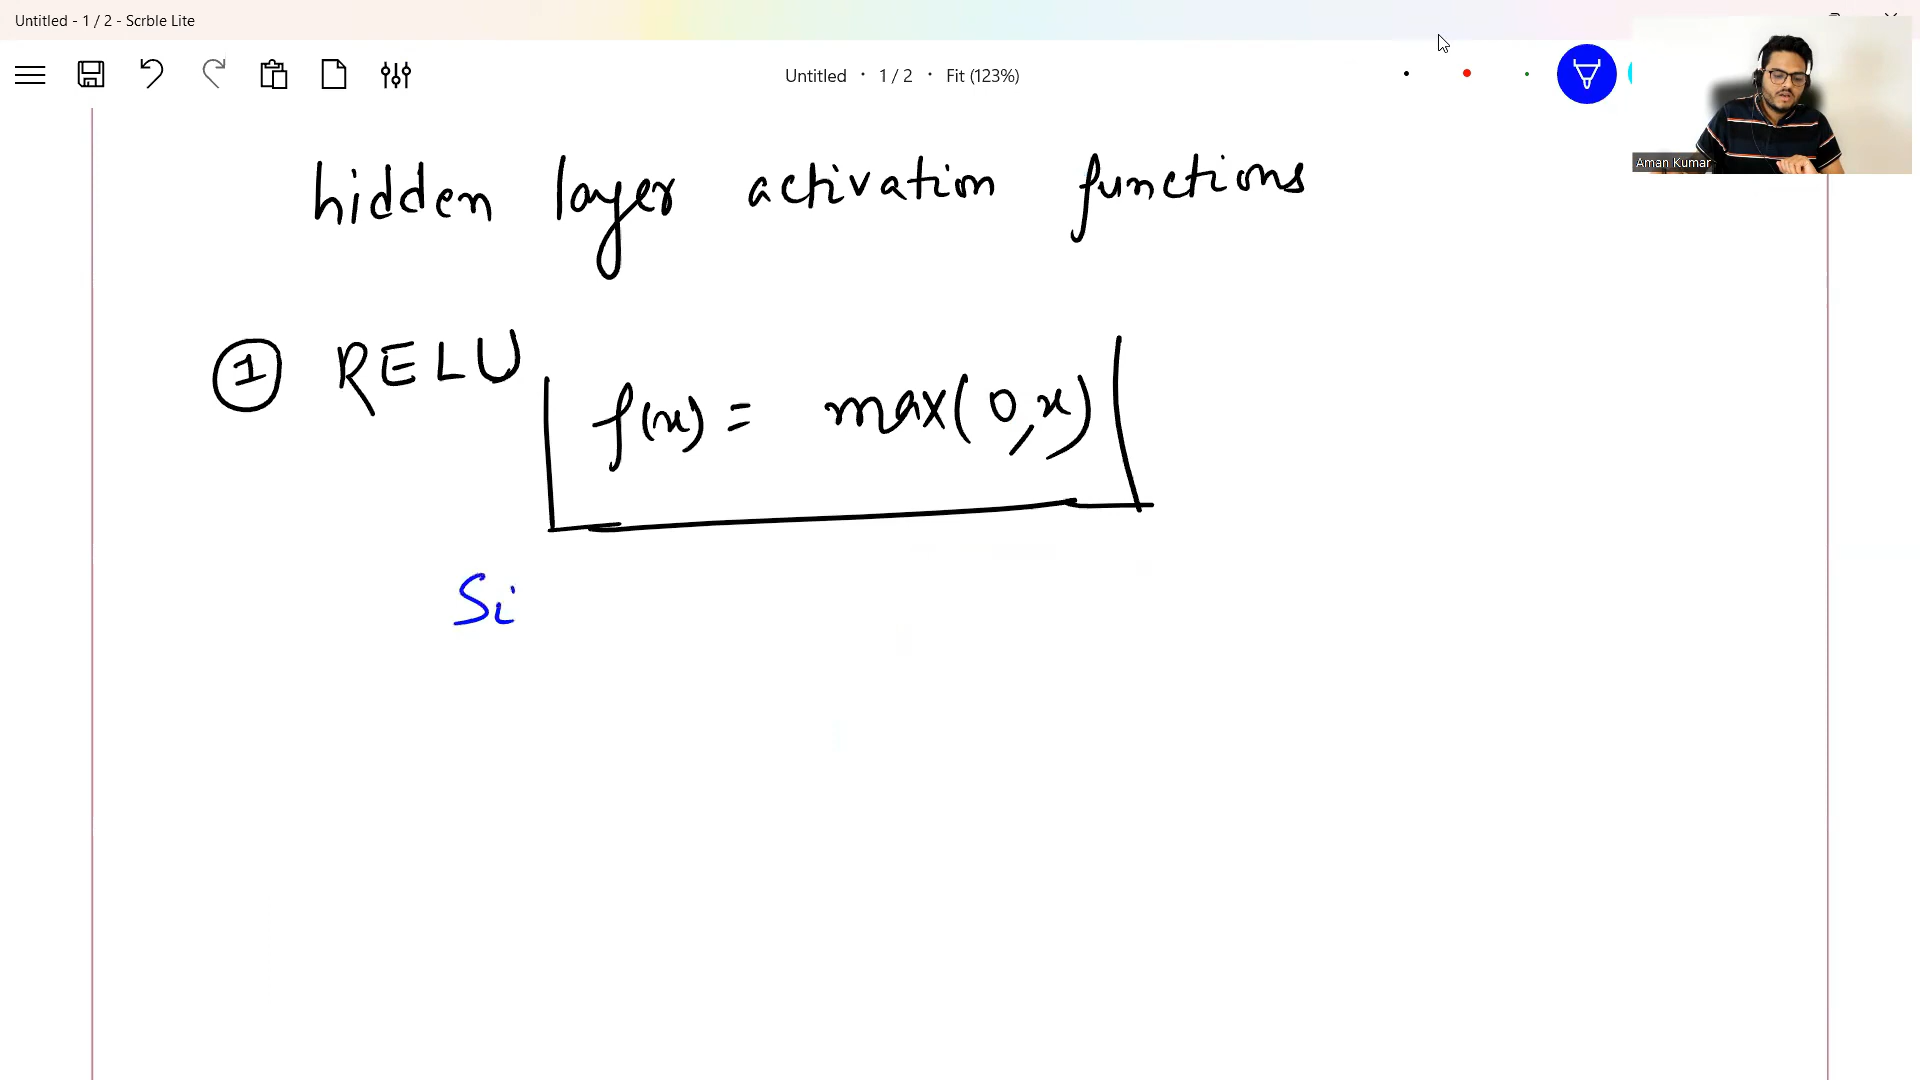 Untitled - 1 / 2 - Scrble Lite
Untitled · 1 / 2 · Fit (123%)
Aman Kumar
hidden layer activation functions
1 RELU
f(x) = max(0,x)
Si